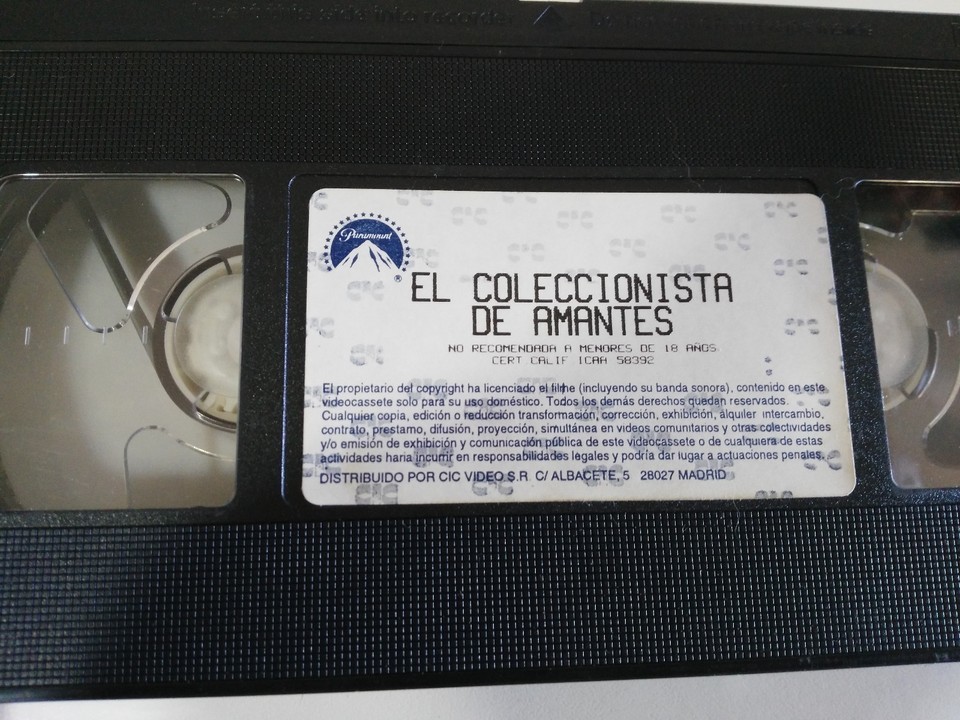 Paramount
®
EL COLECCIONISTA
DE AMANTES
NO RECOMENDADA A MENORES DE 18 AÑOS
CERT CALIF ICAA 58392
El propietario del copyright ha licenciado el filme (incluyendo su banda sonora), contenido en este
videocassete solo para su uso doméstico. Todos los demás derechos quedan reservados.
Cualquier copia, edición o reducción transformación, corrección, exhibición, alquiler intercambio,
contrato, prestamo, difusión, proyección, simultánea en videos comunitarios y otras colectividades
y/o emisión de exhibición y comunicación pública de este videocassete o de cualquiera de estas
actividades haria incurrir en responsabilidades legales y podría dar lugar a actuaciones penales.
DISTRIBUIDO POR CIC VIDEO S.R C/ ALBACETE, 5 28027 MADRID